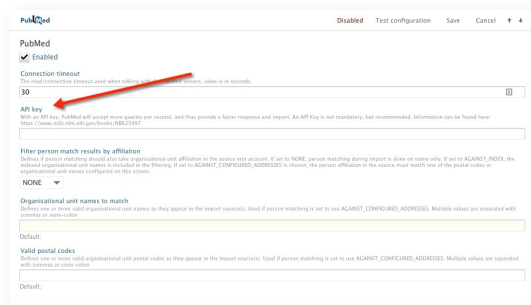 PubMed
Disabled Test configuration Save Cancel
PubMed
Enabled
Connection timeout
The read/connection timeout used when talking with servers, value is in seconds.
30
API key
With an API key, PubMed will accept more queries per second, and thus provide a faster response and import. An API Key is not mandatory, but recommended. Information can be found here:
https://www.ncbi.nlm.nih.gov/books/NBK25497
Filter person match results by affiliation
Defines if person matching should also take organisational unit affiliation in the source into account. If set to NONE, person matching during import is done on name only. If set to AGAINST_INDEX, the
indexed organisational unit names is included in the filtering. If set to AGAINST_CONFIGURED_ADDRESSES is chosen, the person affiliation in the source must match one of the postal codes or
organisational unit names configured on this screen.
NONE
Organisational unit names to match
Defines one or more valid organisational unit names as they appear in the import source(s). Used if person matching is set to use AGAINST_CONFIGURED_ADDRESSES. Multiple values are separated with
commas or semi-colon
Default:
Valid postal codes
Defines one or more valid organisational unit postal codes as they appear in the import source(s). Used if person matching is set to use AGAINST_CONFIGURED_ADDRESSES. Multiple values are separated
with commas or semi-colon
Default: